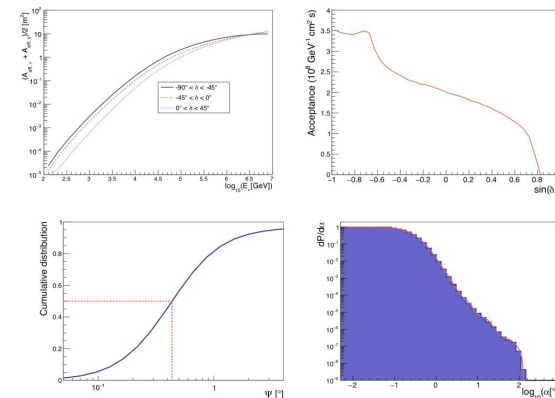 (A_eff, ν + A_eff, ν̄)/2 [m²]
10²
10
1
10⁻¹
10⁻²
10⁻³
10⁻⁴
10⁻⁵
-90° < δ < -45°
-45° < δ < 0°
0° < δ < 45°
2 2.5 3 3.5 4 4.5 5 5.5 6 6.5 7
log₁₀(E_ν[GeV])
Acceptance (10⁸ GeV⁻¹ cm² s)
4
3.5
3
2.5
2
1.5
1
0.5
0
-1 -0.8 -0.6 -0.4 -0.2 0 0.2 0.4 0.6 0.8
sin(δ
Cumulative distribution
1
0.8
0.6
0.4
0.2
0
10⁻¹ 1
Ψ [°]
dP/dα
1
10⁻¹
10⁻²
10⁻³
10⁻⁴
10⁻⁵
10⁻⁶
10⁻⁷
10⁻⁸
10⁻⁹
−2 −1 0 1 2
log₁₀(α[°